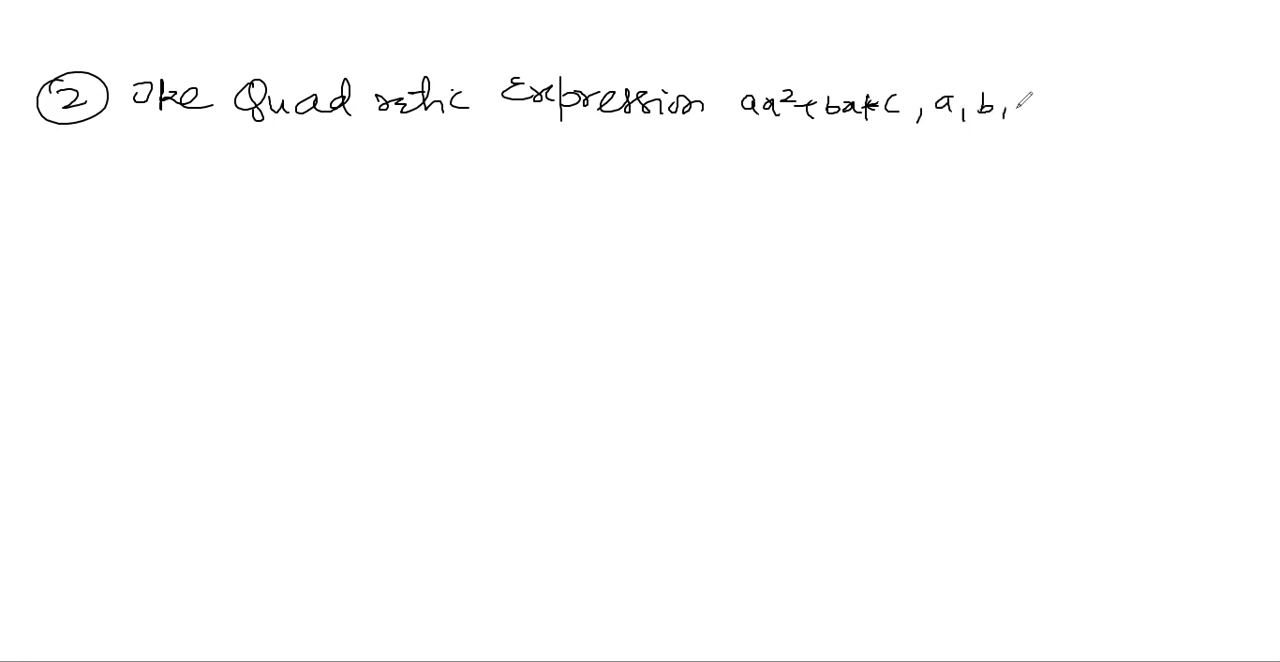 ② The Quadratic Expression ax²+bx+c, a, b,